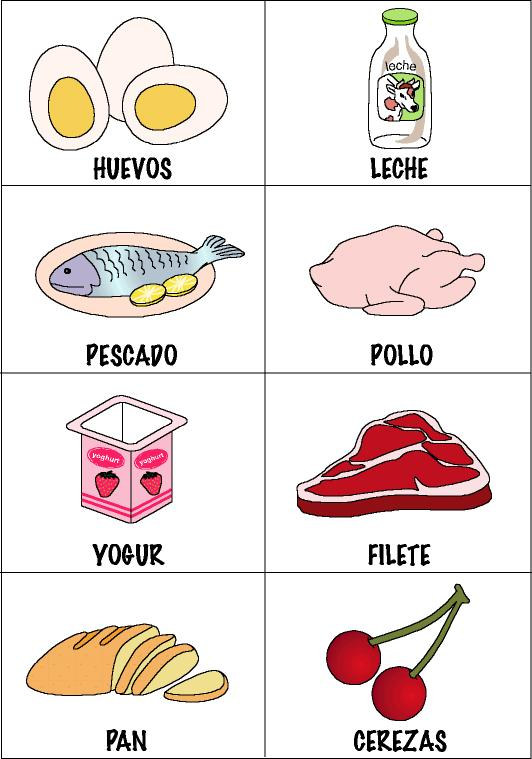 leche
HUEVOS
LECHE
PESCADO
POLLO
yoghurt
yoghurt
YOGUR
FILETE
PAN
CEREZAS